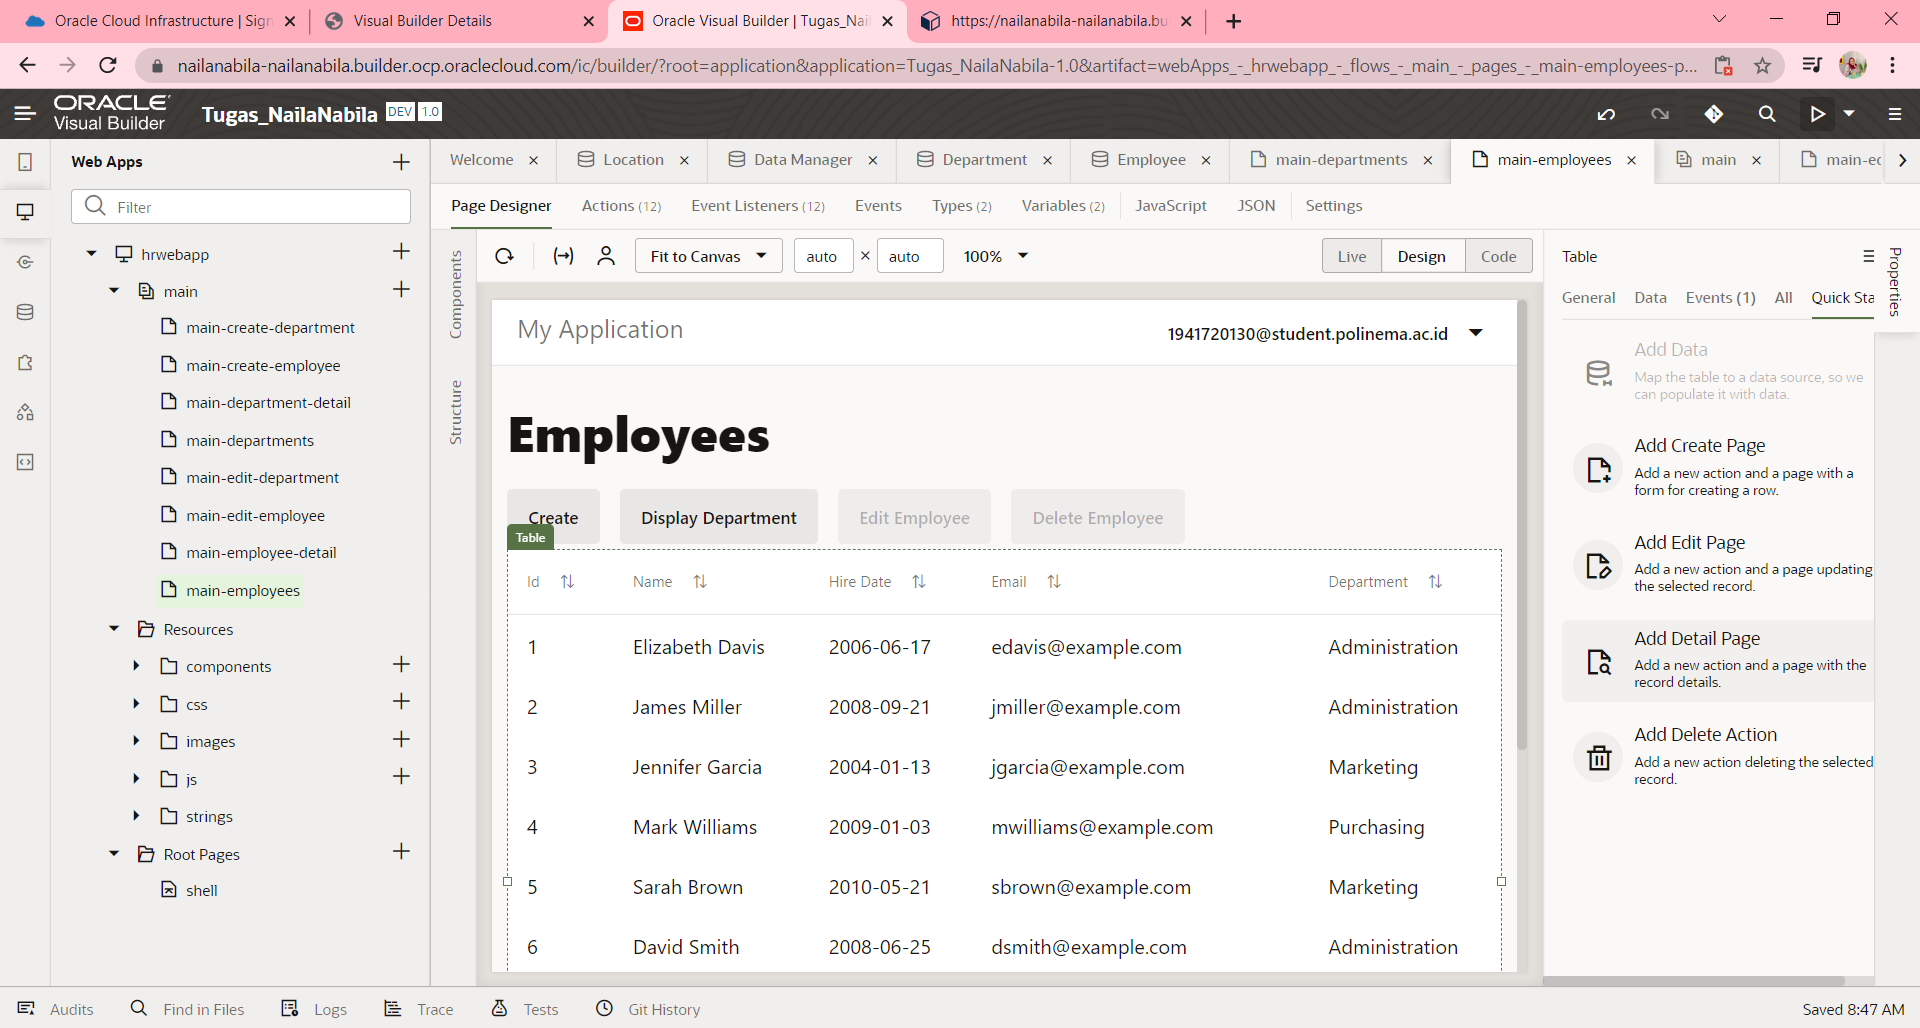 Oracle Cloud Infrastructure | Sign
Visual Builder Details
Oracle Visual Builder | Tugas_Nail
https://nailanabila-nailanabila.bu
nailanabila-nailanabila.builder.ocp.oraclecloud.com/ic/builder/?root=application&application=Tugas_NailaNabila-1.0&artifact=webApps_-_hrwebapp_-_flows_-_main_-_pages_-_main-employees-p...
ORACLE
Visual Builder
Tugas_NailaNabila DEV 1.0
Web Apps
Filter
hrwebapp
main
main-create-department
main-create-employee
main-department-detail
main-departments
main-edit-department
main-edit-employee
main-employee-detail
main-employees
Resources
components
css
images
js
strings
Root Pages
shell
Welcome Location Data Manager Department Employee main-departments main-employees main main-ec
Page Designer Actions (12) Event Listeners (12) Events Types (2) Variables (2) JavaScript JSON Settings
Components
Structure
Fit to Canvas auto × auto 100% Live Design Code
My Application 1941720130@student.polinema.ac.id
Employees
Create Display Department Edit Employee Delete Employee
Table
Id Name Hire Date Email Department
1 Elizabeth Davis 2006-06-17 edavis@example.com Administration
2 James Miller 2008-09-21 jmiller@example.com Administration
3 Jennifer Garcia 2004-01-13 jgarcia@example.com Marketing
4 Mark Williams 2009-01-03 mwilliams@example.com Purchasing
5 Sarah Brown 2010-05-21 sbrown@example.com Marketing
6 David Smith 2008-06-25 dsmith@example.com Administration
Table
Properties
General Data Events (1) All Quick Sta
Add Data
Map the table to a data source, so we
can populate it with data.
Add Create Page
Add a new action and a page with a
form for creating a row.
Add Edit Page
Add a new action and a page updating
the selected record.
Add Detail Page
Add a new action and a page with the
record details.
Add Delete Action
Add a new action deleting the selected
record.
Audits Find in Files Logs Trace Tests Git History Saved 8:47 AM